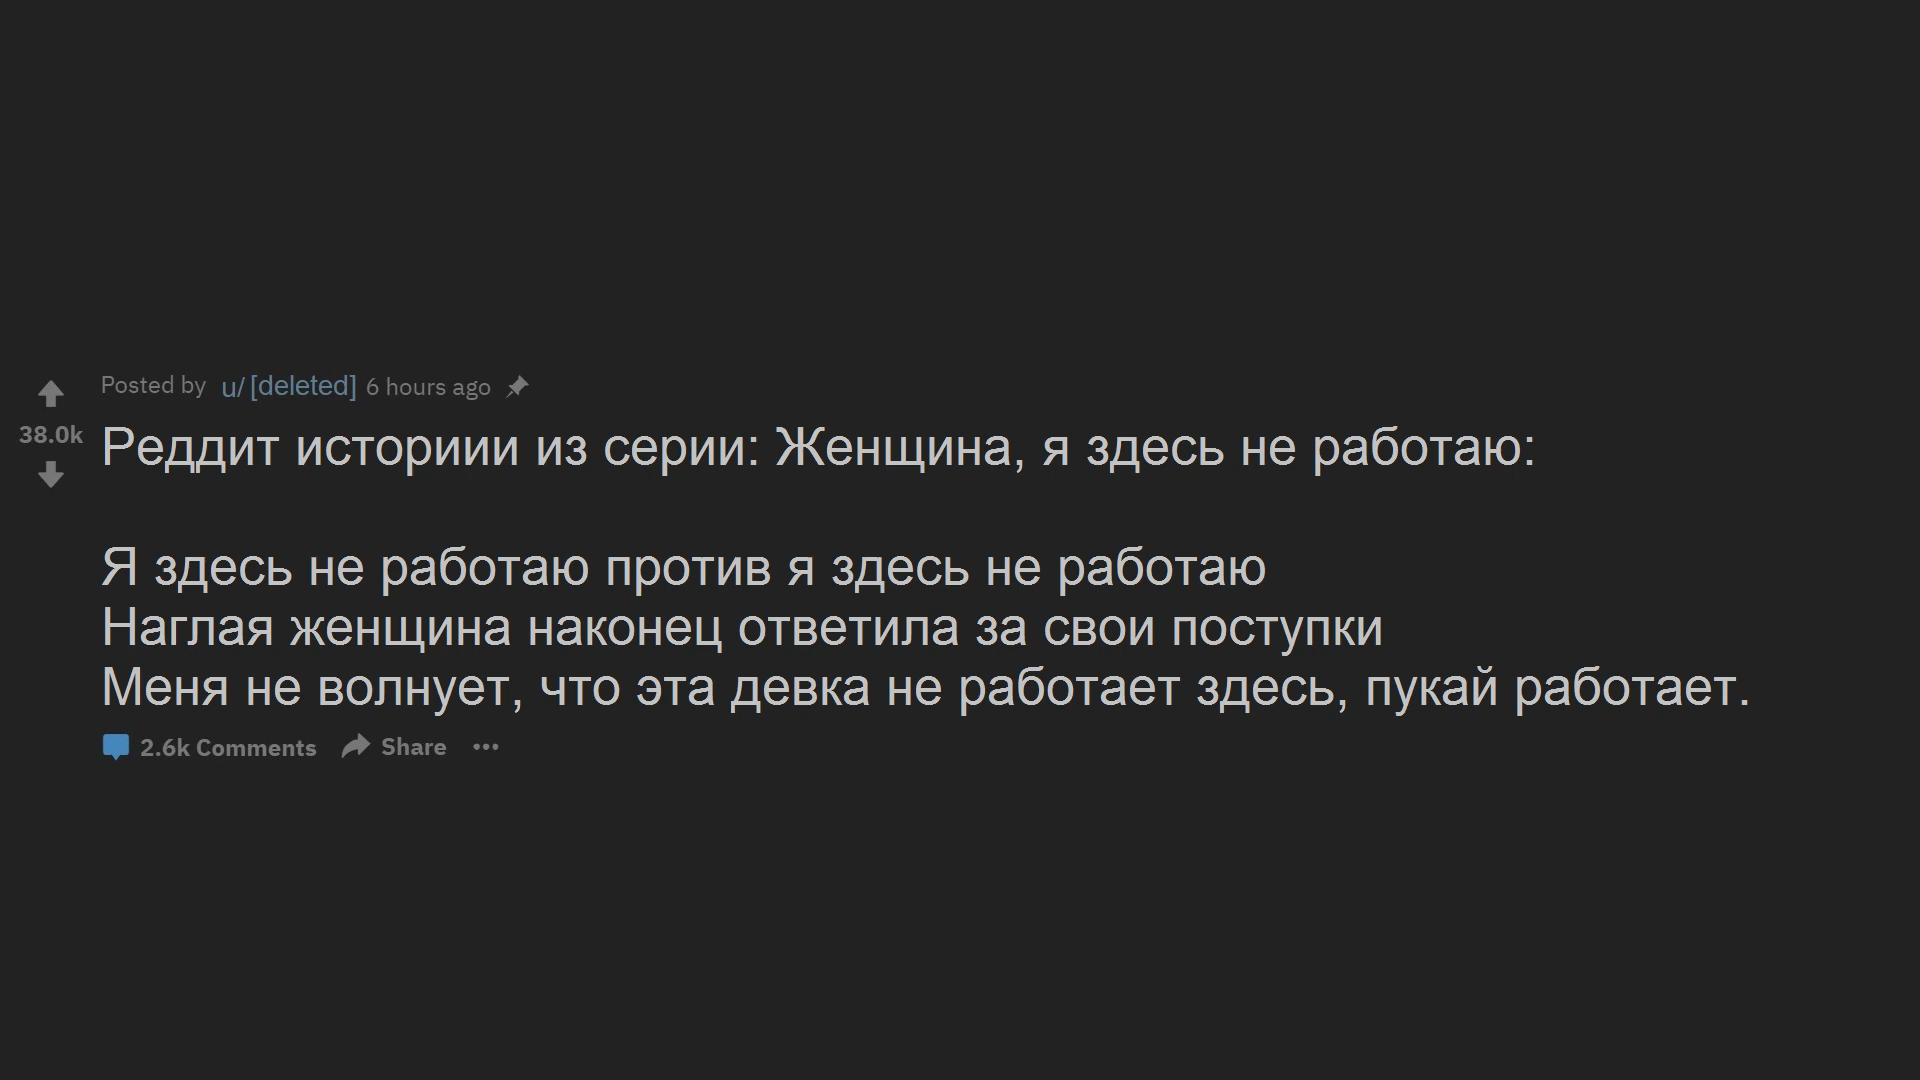 Posted by u/[deleted] 6 hours ago
38.0k
Реддит историии из серии: Женщина, я здесь не работаю:
Я здесь не работаю против я здесь не работаю
Наглая женщина наконец ответила за свои поступки
Меня не волнует, что эта девка не работает здесь, пукай работает.
2.6k Comments Share